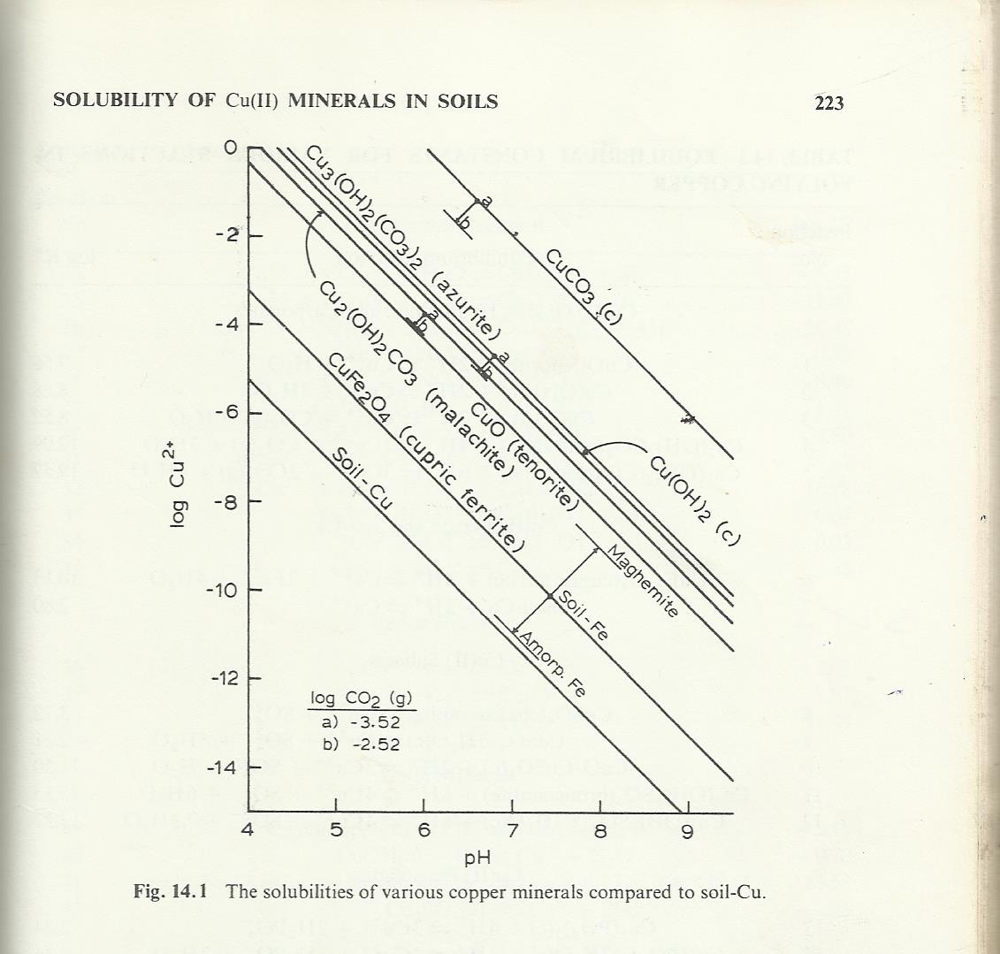 SOLUBILITY OF Cu(II) MINERALS IN SOILS 223
0
-2
-4
-6
-8
-10
-12
-14
log Cu2+
Cu3(OH)2(CO3)2 (azurite)
a
b
CuCO3 (c)
Cu2(OH)2CO3 (malachite)
a
b
a
b
CuO (tenorite)
CuFe2O4 (cupric ferrite)
Cu(OH)2 (c)
Soil-Cu
Maghemite
Soil-Fe
Amorp. Fe
log CO2 (g)
a) -3.52
b) -2.52
4 5 6 7 8 9
pH
Fig. 14.1 The solubilities of various copper minerals compared to soil-Cu.